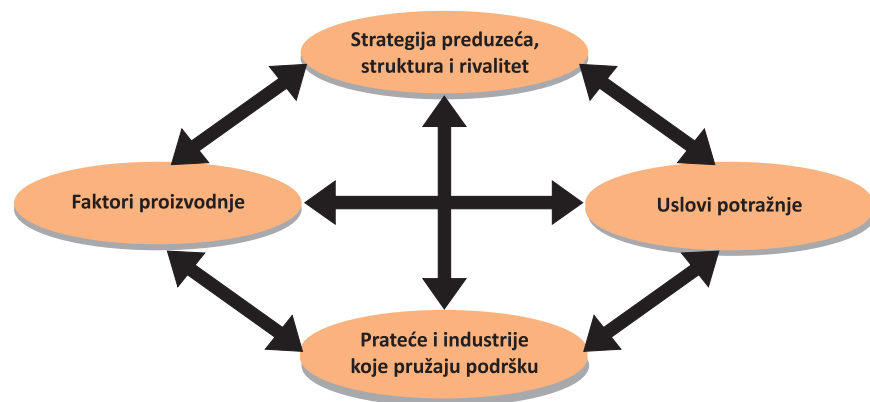 Strategija preduzeća,
struktura i rivalitet
Faktori proizvodnje
Uslovi potražnje
Prateće i industrije
koje pružaju podršku